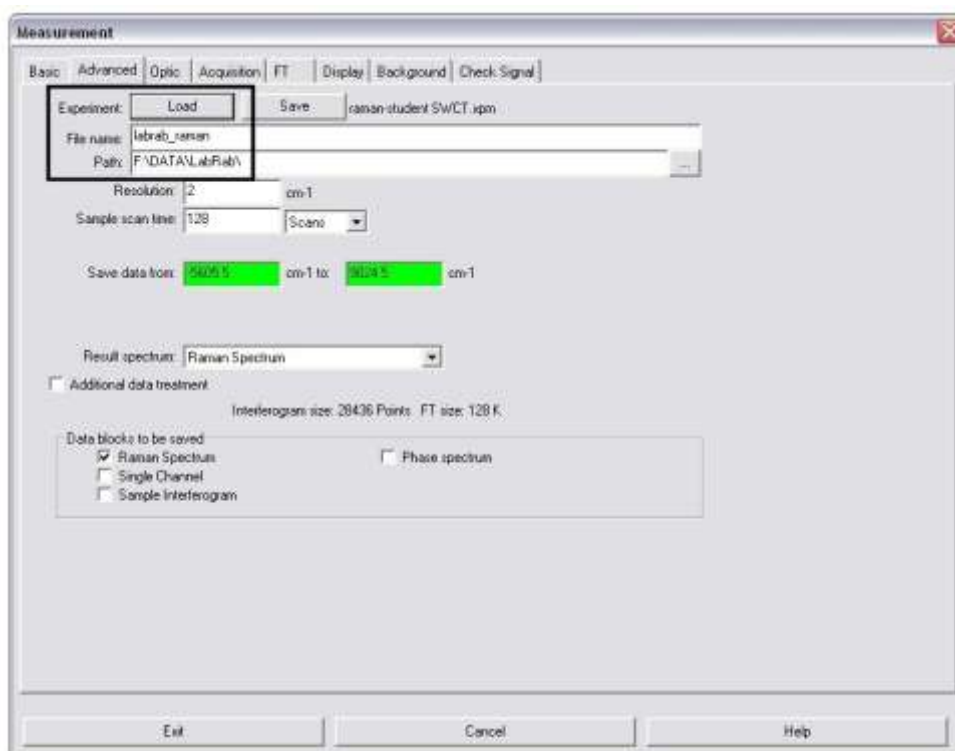 Measurement
Basic Advanced Optic Acquisition FT Display Background Check Signal
Experiment: Load Save raman-student SWCT.xpm
File name: labrab_raman
Path: F:\DATA\LabRab\ ...
Resolution: 2 cm-1
Sample scan time: 128 Scans
Save data from: cm-1 to: cm-1
Result spectrum: Raman Spectrum
Additional data treatment
Interferogram size: 28436 Points FT size: 128 K
Data blocks to be saved
Raman Spectrum Phase spectrum
Single Channel
Sample Interferogram
Exit Cancel Help